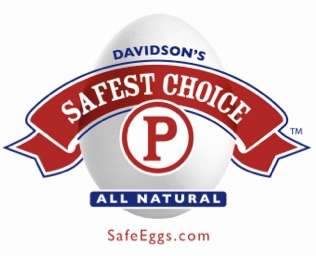 DAVIDSON'S
SAFEST CHOICE
TM
P
ALL NATURAL
SafeEggs.com